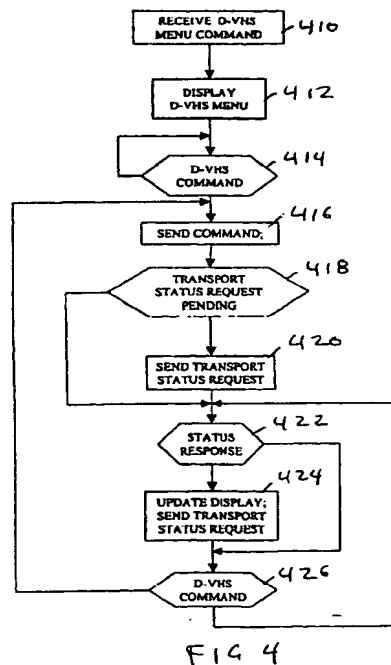 RECEIVE D-VHS
MENU COMMAND
410
DISPLAY
D-VHS MENU
412
D-VHS
COMMAND
414
SEND COMMAND;
416
TRANSPORT
STATUS REQUEST
PENDING
418
SEND TRANSPORT
STATUS REQUEST
420
STATUS
RESPONSE
422
UPDATE DISPLAY;
SEND TRANSPORT
STATUS REQUEST
424
D-VHS
COMMAND
426
FIG 4